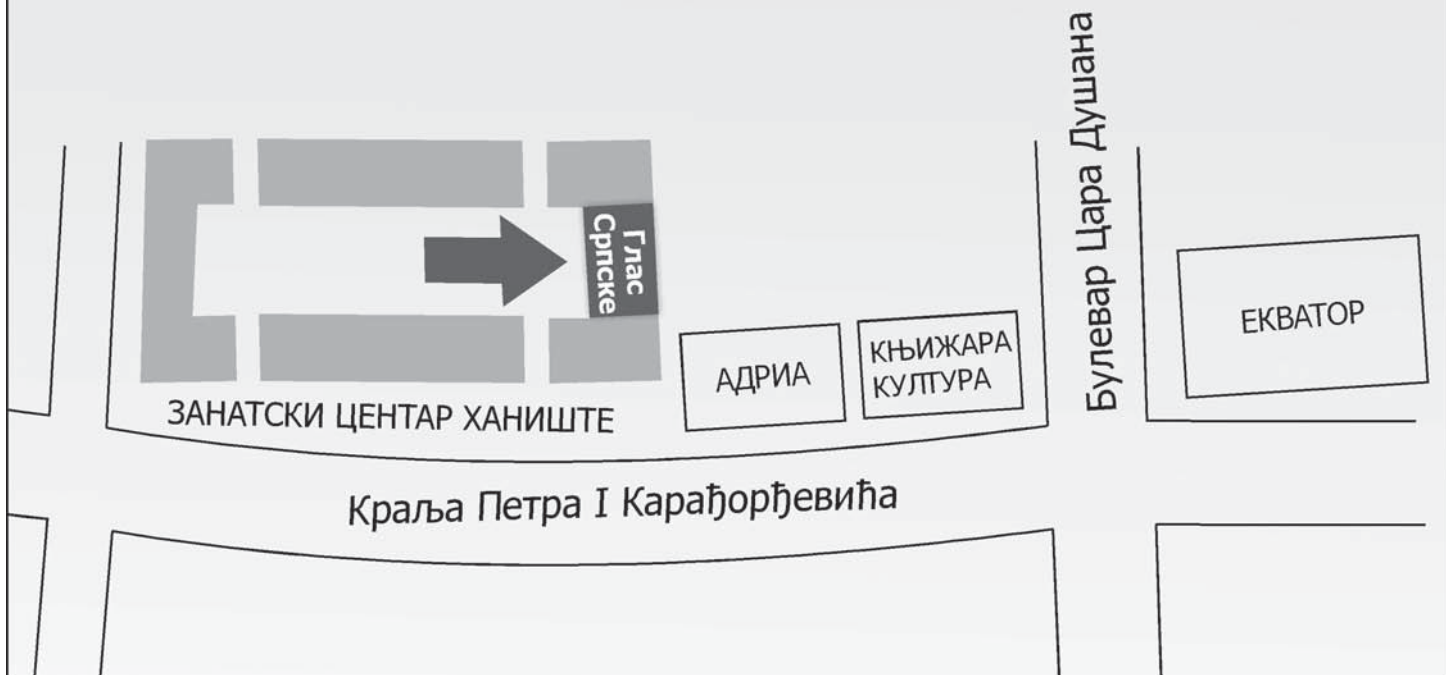 Булевар Цара Душана
Глас
Српске
ЕКВАТОР
КЊИЖАРА
КУЛТУРА
АДРИА
ЗАНАТСКИ ЦЕНТАР ХАНИШТЕ
Краља Петра I Карађорђевића